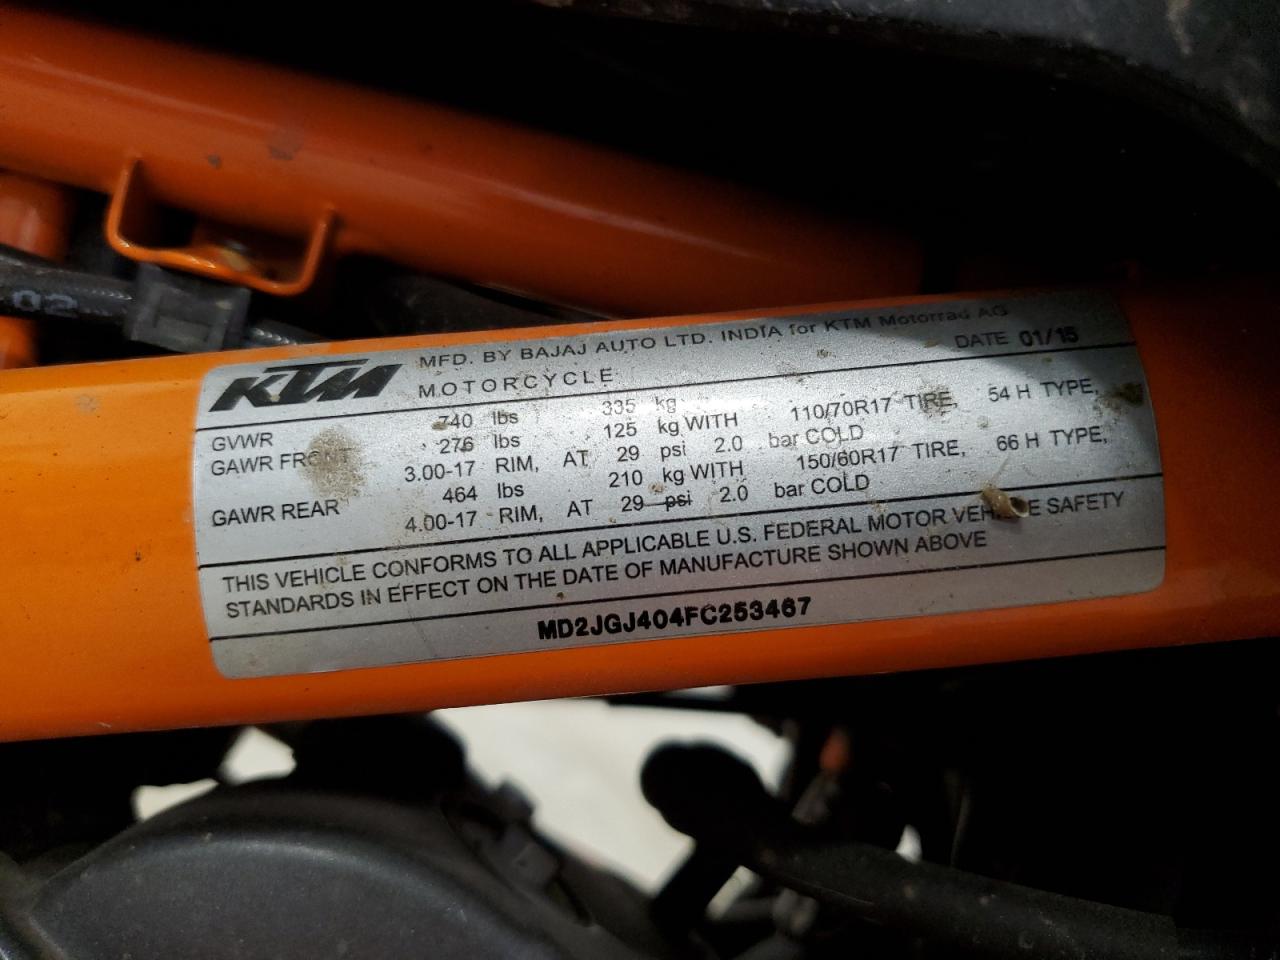 KTM MFD. BY BAJAJ AUTO LTD. INDIA for KTM Motorrad AG
MOTORCYCLE DATE 01/15
GVWR 740 lbs 335 kg
GAWR FRONT 276 lbs 125 kg WITH 110/70R17 TIRE, 54 H TYPE,
3.00-17 RIM, AT 29 psi 2.0 bar COLD
GAWR REAR 464 lbs 210 kg WITH 150/60R17 TIRE, 66 H TYPE,
4.00-17 RIM, AT 29 psi 2.0 bar COLD
THIS VEHICLE CONFORMS TO ALL APPLICABLE U.S. FEDERAL MOTOR VEHICLE SAFETY
STANDARDS IN EFFECT ON THE DATE OF MANUFACTURE SHOWN ABOVE
MD2JGJ404FC253467
02